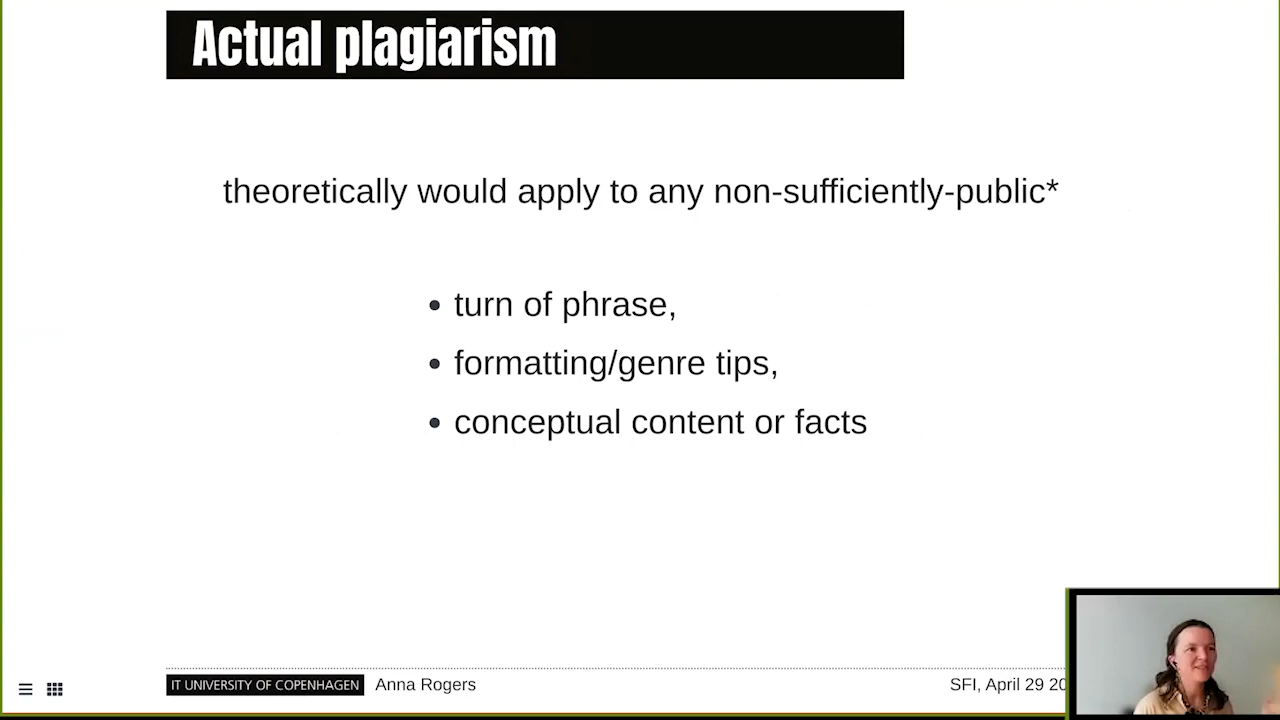 Actual plagiarism
theoretically would apply to any non-sufficiently-public*
• turn of phrase,
• formatting/genre tips,
• conceptual content or facts
IT UNIVERSITY OF COPENHAGEN Anna Rogers SFI, April 29 20